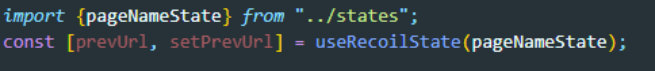 import {pageNameState} from "../states";
const [prevUrl, setPrevUrl] = useRecoilState(pageNameState);